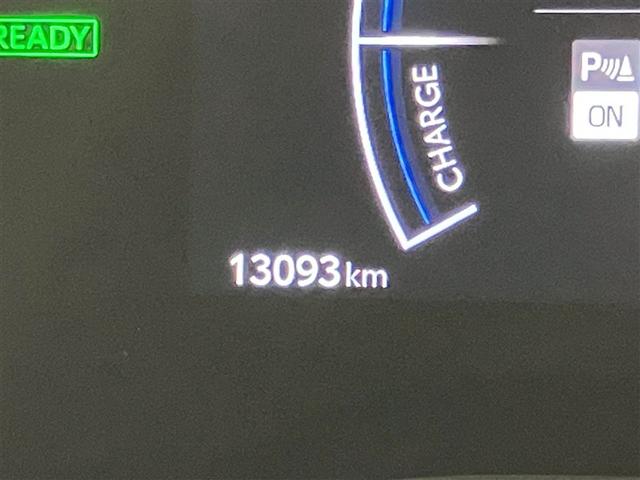 READY
CHARGE
P
ON
13093km